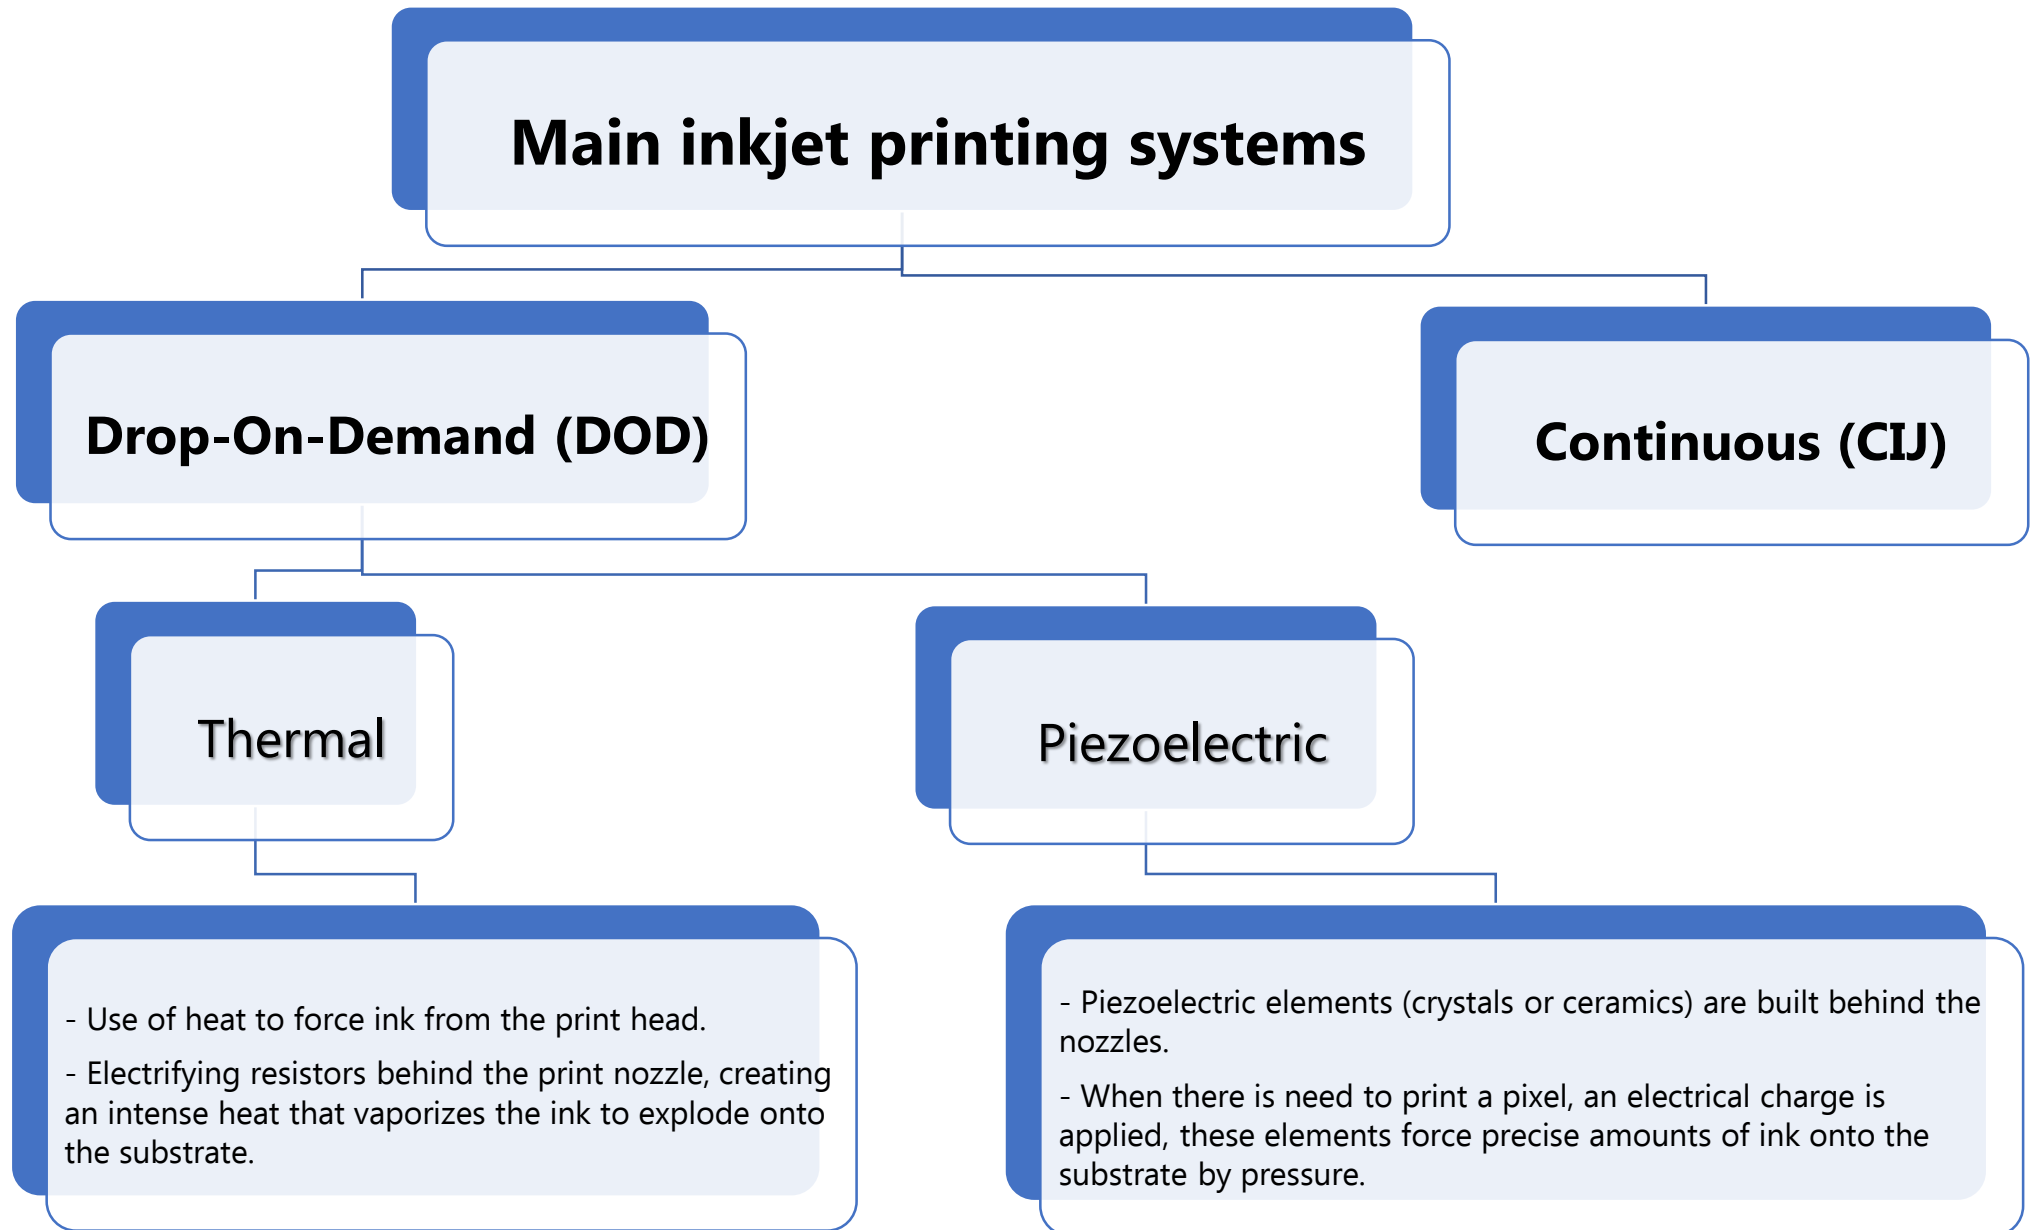 Main inkjet printing systems
Drop-On-Demand (DOD)
Continuous (CIJ)
Thermal
Piezoelectric
- Use of heat to force ink from the print head.
- Electrifying resistors behind the print nozzle, creating
an intense heat that vaporizes the ink to explode onto
the substrate.
- Piezoelectric elements (crystals or ceramics) are built behind the
nozzles.
- When there is need to print a pixel, an electrical charge is
applied, these elements force precise amounts of ink onto the
substrate by pressure.